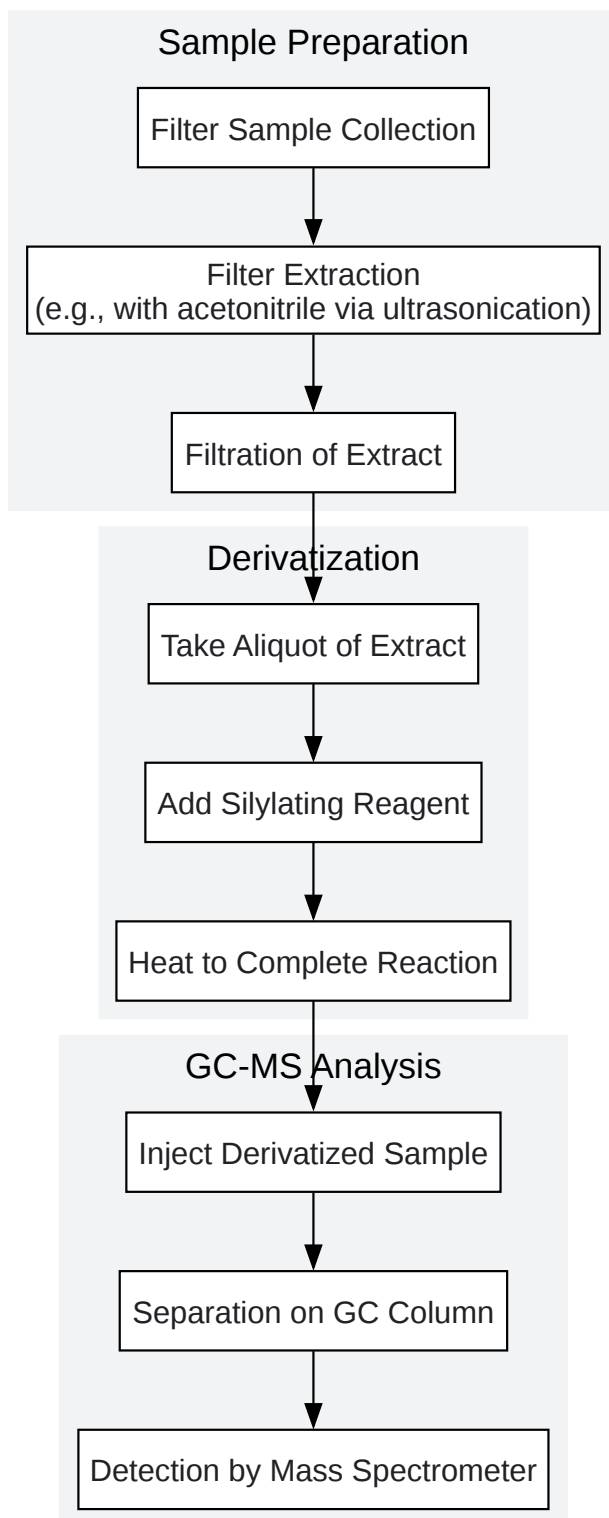 Sample Preparation
Filter Sample Collection
Filter Extraction
(e.g., with acetonitrile via ultrasonication)
Filtration of Extract
Derivatization
Take Aliquot of Extract
Add Silylating Reagent
Heat to Complete Reaction
GC-MS Analysis
Inject Derivatized Sample
Separation on GC Column
Detection by Mass Spectrometer